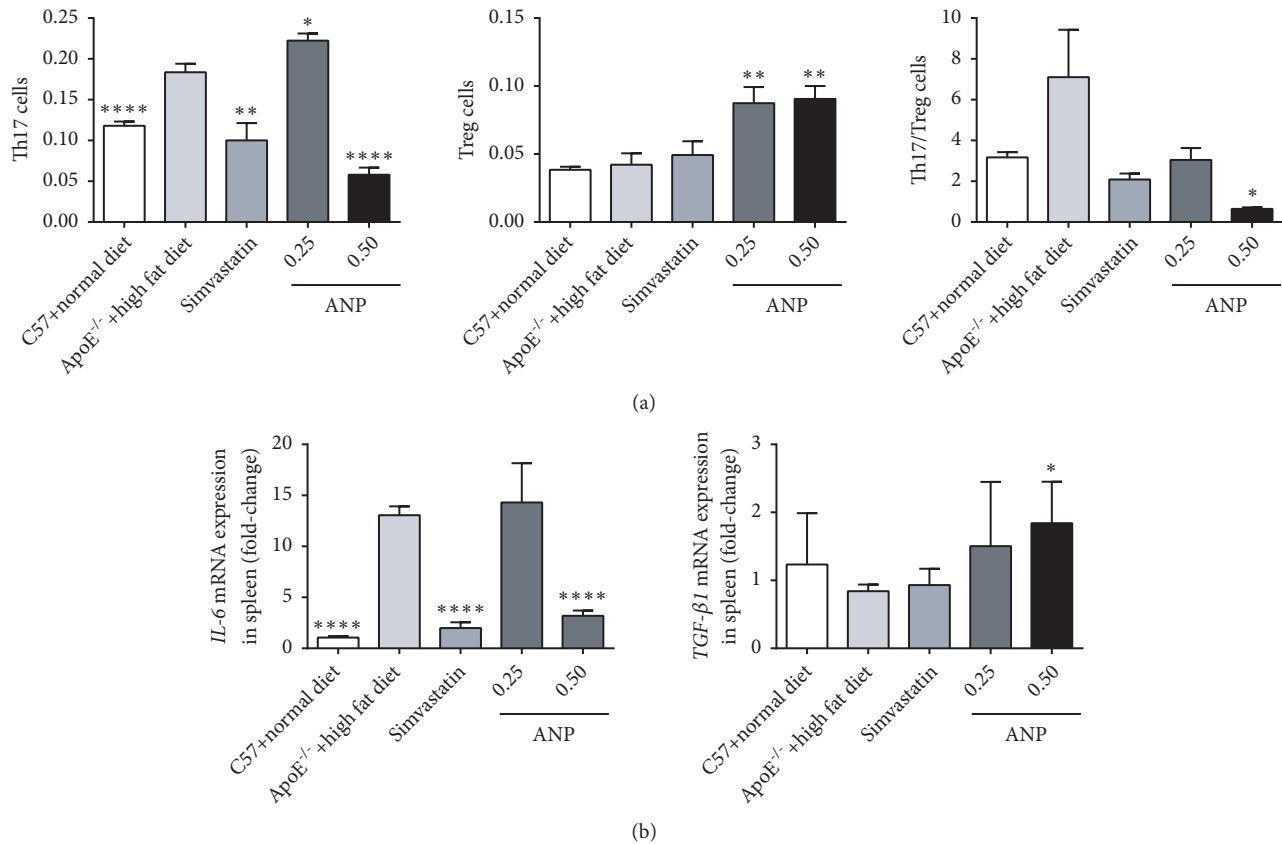 Th17 cells
0.25
0.20
0.15
0.10
0.05
0.00
****
**
*
****
C57+normal diet
ApoE-/- +high fat diet
Simvastatin
0.25
0.50
ANP
Treg cells
0.15
0.10
0.05
0.00
**
**
C57+normal diet
ApoE-/- +high fat diet
Simvastatin
0.25
0.50
ANP
Th17/Treg cells
10
8
6
4
2
0
*
C57+normal diet
ApoE-/- +high fat diet
Simvastatin
0.25
0.50
ANP
(a)
IL-6 mRNA expression
in spleen (fold-change)
20
15
10
5
0
****
****
****
C57+normal diet
ApoE-/- +high fat diet
Simvastatin
0.25
0.50
ANP
TGF-β1 mRNA expression
in spleen (fold-change)
3
2
1
0
*
C57+normal diet
ApoE-/- +high fat diet
Simvastatin
0.25
0.50
ANP
(b)